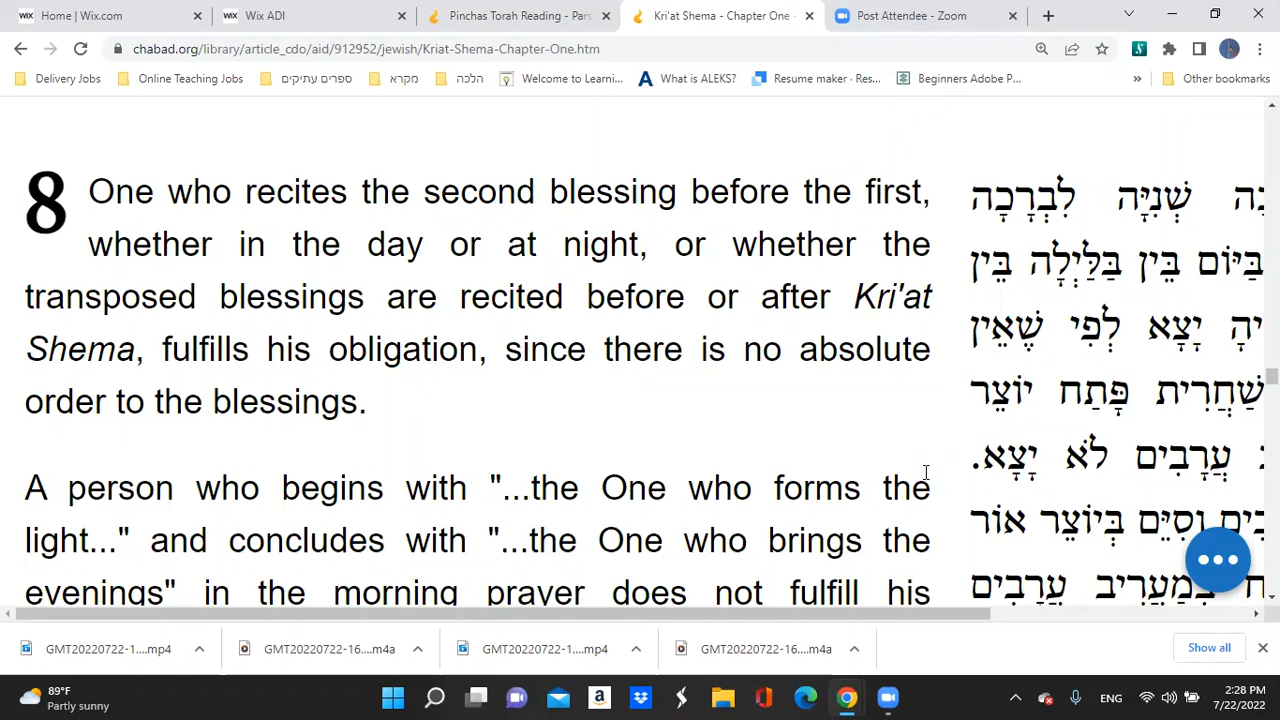 Home | Wix.com
Wix ADI
Pinchas Torah Reading - Pars
Kri'at Shema - Chapter One -
Post Attendee - Zoom
chabad.org/library/article_cdo/aid/912952/jewish/Kriat-Shema-Chapter-One.htm
Delivery Jobs
Online Teaching Jobs
ספרים עתיקים
מקרא
הלכה
Welcome to Learni...
What is ALEKS?
Resume maker · Res...
Beginners Adobe P...
»
Other bookmarks
8 One who recites the second blessing before the first,
whether in the day or at night, or whether the
transposed blessings are recited before or after Kri'at
Shema, fulfills his obligation, since there is no absolute
order to the blessings.
A person who begins with "...the One who forms the
light..." and concludes with "...the One who brings the
evenings" in the morning prayer does not fulfill his
שְׁנִיָּה לִבְרָכָה
בַּיּוֹם בֵּין בַּלַּיְלָה בֵּין
יָצָא לְפִי שֶׁאֵין
שַׁחֲרִית פָּתַח יוֹצֵר
עֲרָבִים לֹא יָצָא.
וְסִיֵּם בְּיוֹצֵר אוֹר
בְּמַעֲרִיב עֲרָבִים
GMT20220722-1....mp4
GMT20220722-16....m4a
GMT20220722-1....mp4
GMT20220722-16....m4a
Show all
89°F
Partly sunny
ENG
2:28 PM
7/22/2022